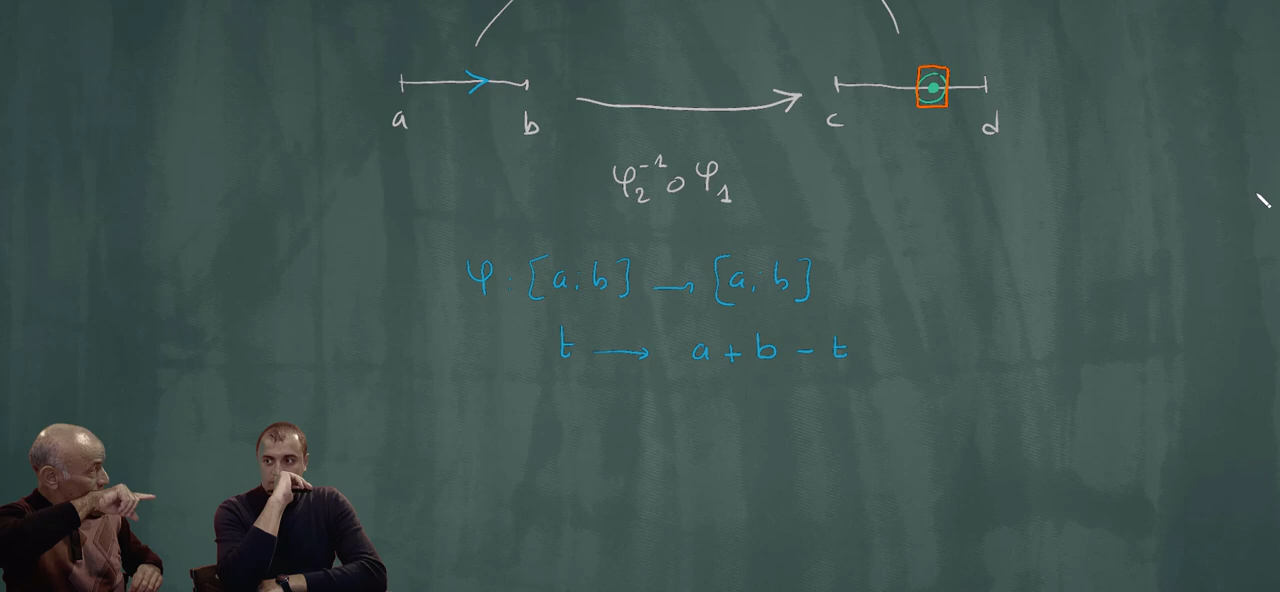 a b c d
φ₂⁻¹ ∘ φ₁
φ : [a ; b] → [a ; b]
t → a + b - t